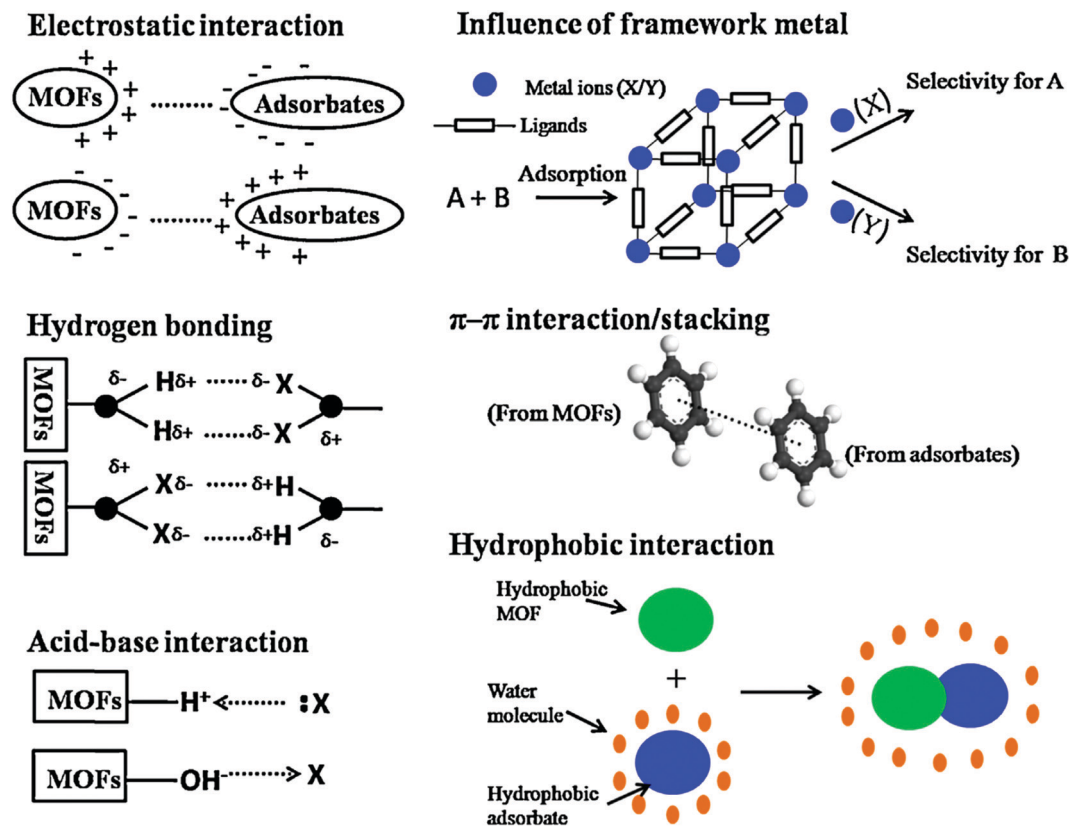 Electrostatic interaction
+ + + + + + +
MOFs
- - - - - - - - -
Adsorbates
- - - - - -
MOFs
+ + + + + + + + + +
Adsorbates
Influence of framework metal
Metal ions (X/Y)
Ligands
A + B
Adsorption
(X)
Selectivity for A
(Y)
Selectivity for B
Hydrogen bonding
MOFs
δ- Hδ+ δ- X
Hδ+ δ- X δ+
MOFs
δ+ Xδ- δ+H
Xδ- δ+H δ-
π–π interaction/stacking
(From MOFs)
(From adsorbates)
Acid-base interaction
MOFs H+ :X
MOFs OH- X
Hydrophobic interaction
Hydrophobic
MOF
+
Water
molecule
Hydrophobic
adsorbate